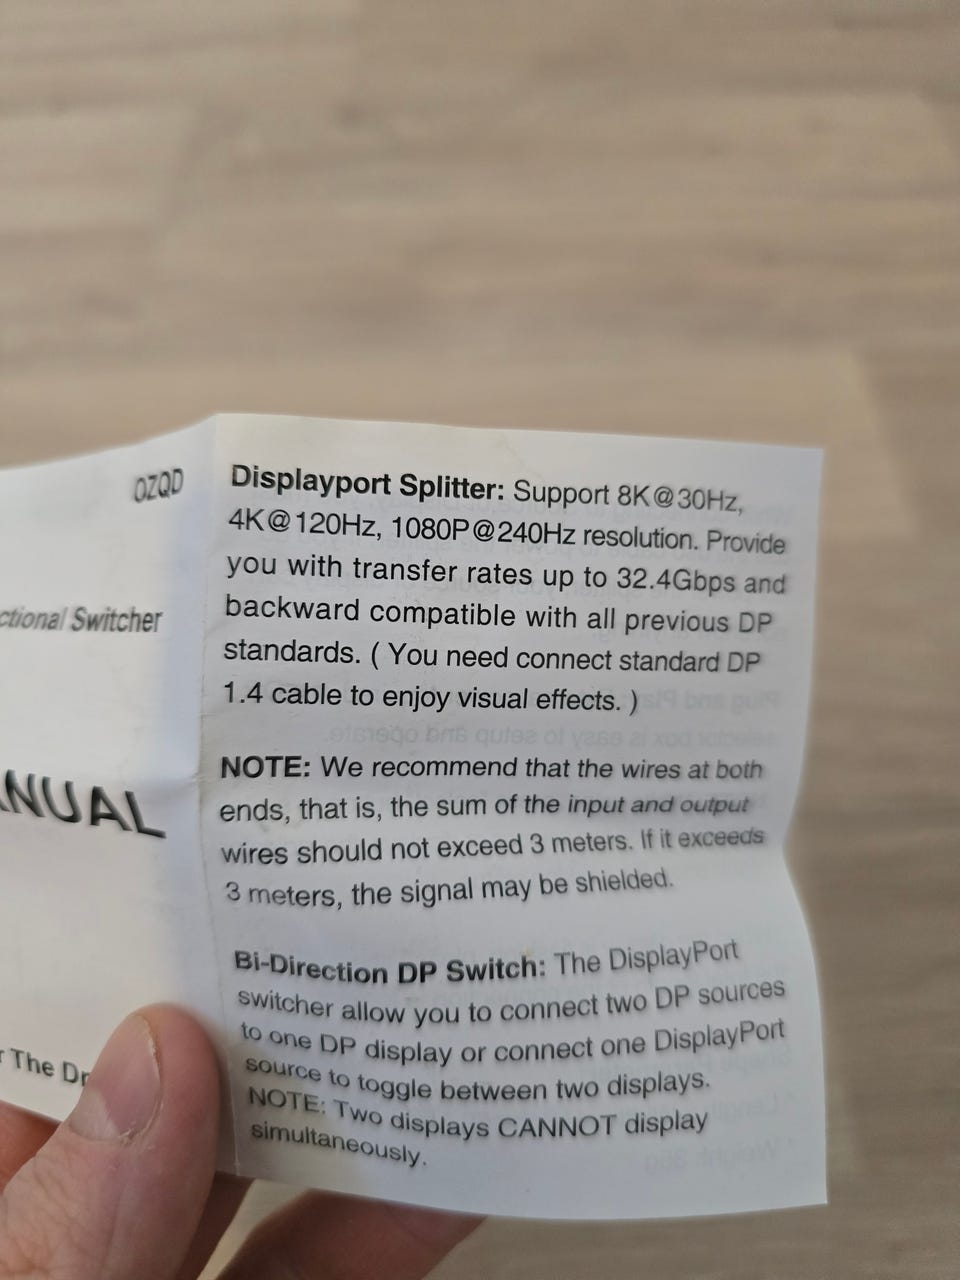 OZQD
ctional Switcher
ANUAL
r The Dr
Displayport Splitter: Support 8K@30Hz,
4K@120Hz, 1080P@240Hz resolution. Provide
you with transfer rates up to 32.4Gbps and
backward compatible with all previous DP
standards. ( You need connect standard DP
1.4 cable to enjoy visual effects. )
NOTE: We recommend that the wires at both
ends, that is, the sum of the input and output
wires should not exceed 3 meters. If it exceeds
3 meters, the signal may be shielded.
Bi-Direction DP Switch: The DisplayPort
switcher allow you to connect two DP sources
to one DP display or connect one DisplayPort
source to toggle between two displays.
NOTE: Two displays CANNOT display
simultaneously.